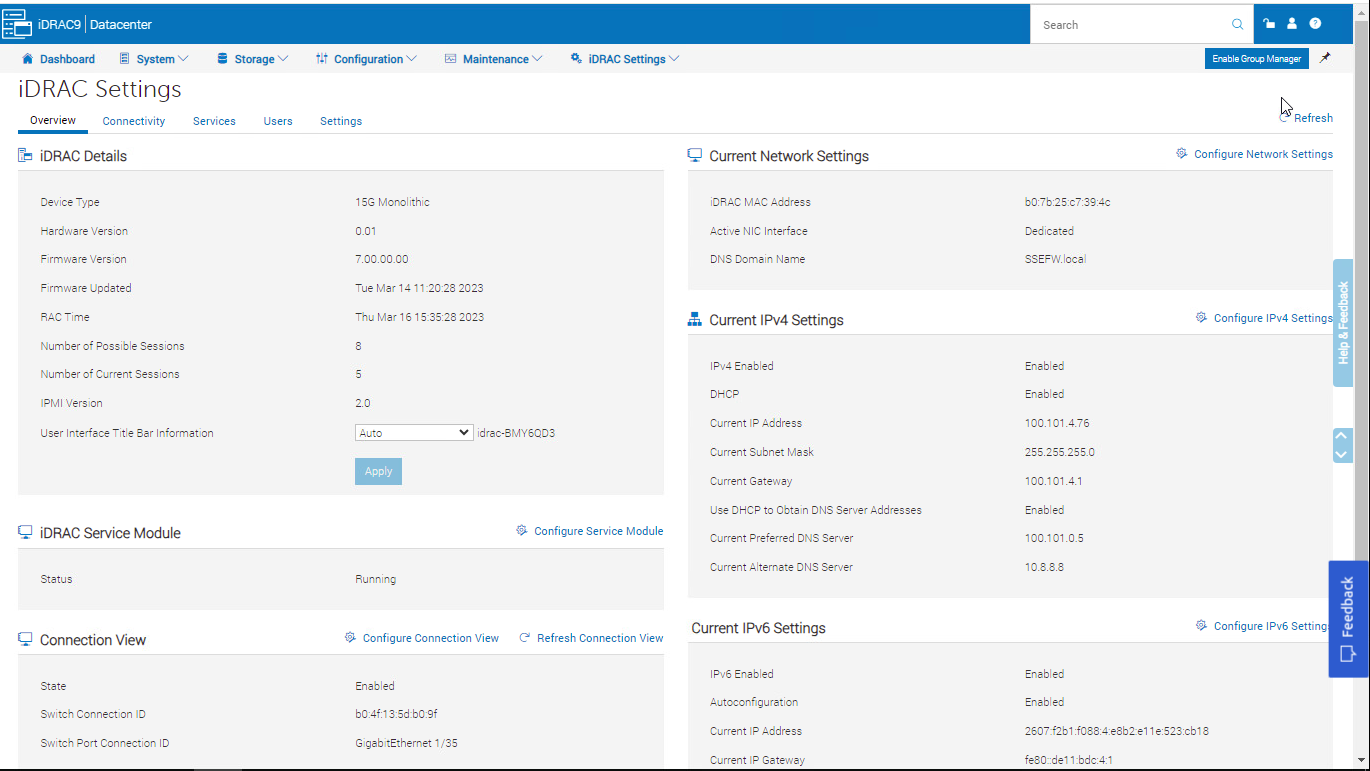 iDRAC9 | Datacenter
Search
Dashboard System Storage Configuration Maintenance iDRAC Settings
Enable Group Manager
iDRAC Settings
Overview Connectivity Services Users Settings
Refresh
iDRAC Details
Device Type 15G Monolithic
Hardware Version 0.01
Firmware Version 7.00.00.00
Firmware Updated Tue Mar 14 11:20:28 2023
RAC Time Thu Mar 16 15:35:28 2023
Number of Possible Sessions 8
Number of Current Sessions 5
IPMI Version 2.0
User Interface Title Bar Information Auto idrac-BMY6QD3
Apply
iDRAC Service Module Configure Service Module
Status Running
Connection View Configure Connection View Refresh Connection View
State Enabled
Switch Connection ID b0:4f:13:5d:b0:9f
Switch Port Connection ID GigabitEthernet 1/35
Current Network Settings Configure Network Settings
iDRAC MAC Address b0:7b:25:c7:39:4c
Active NIC Interface Dedicated
DNS Domain Name SSEFW.local
Current IPv4 Settings Configure IPv4 Settings
IPv4 Enabled Enabled
DHCP Enabled
Current IP Address 100.101.4.76
Current Subnet Mask 255.255.255.0
Current Gateway 100.101.4.1
Use DHCP to Obtain DNS Server Addresses Enabled
Current Preferred DNS Server 100.101.0.5
Current Alternate DNS Server 10.8.8.8
Current IPv6 Settings Configure IPv6 Settings
IPv6 Enabled Enabled
Autoconfiguration Enabled
Current IP Address 2607:f2b1:f088:4:e8b2:e11e:523:cb18
Current IP Gateway fe80::de11:bdc:4:1
Help & Feedback
Feedback